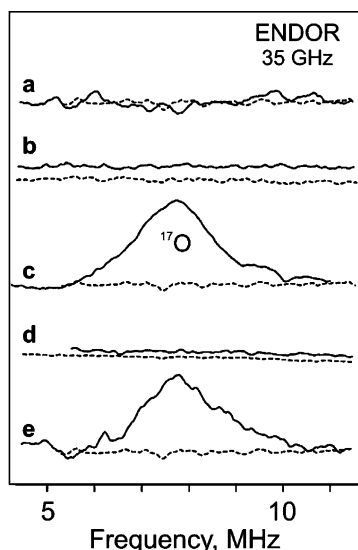 ENDOR
35 GHz
a
b
¹⁷O
c
d
e
5 10
Frequency, MHz